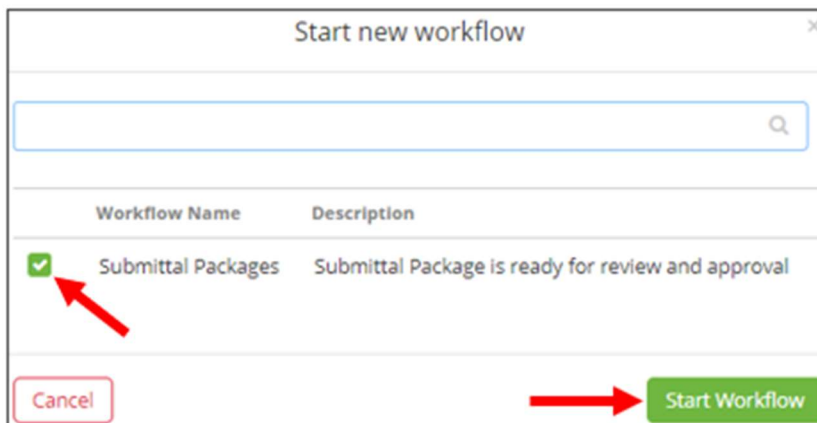 Start new workflow
Workflow Name Description
Submittal Packages Submittal Package is ready for review and approval
Cancel Start Workflow